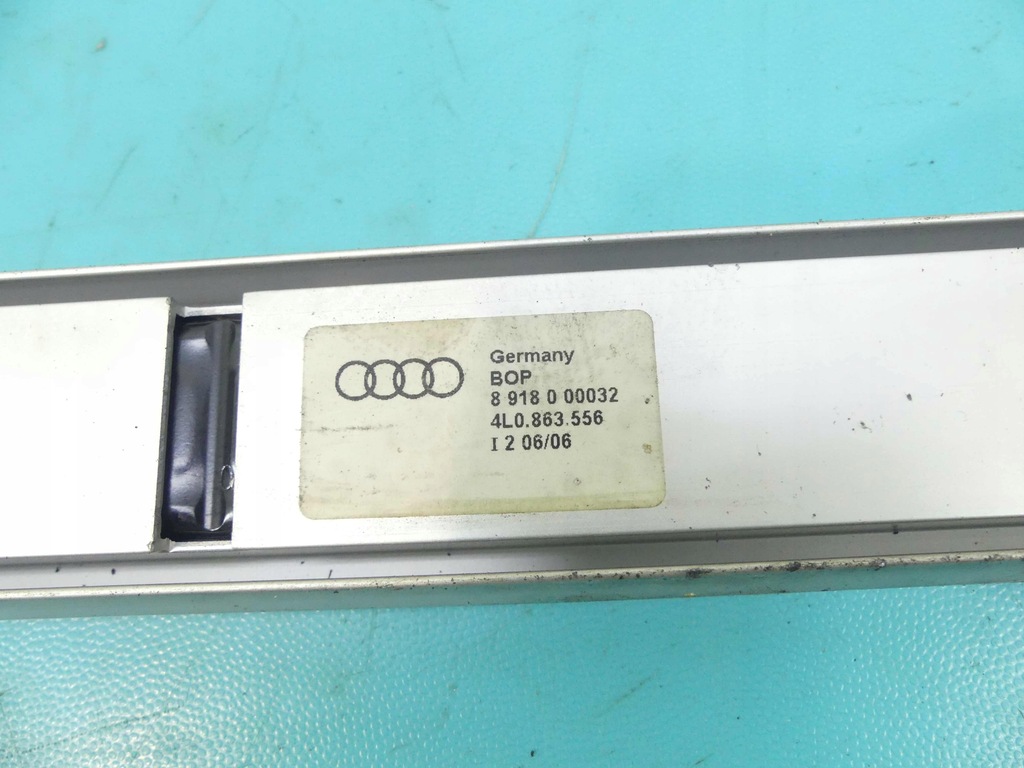 Germany
BOP
8 918 0 00032
4L0.863.556
I 2 06/06